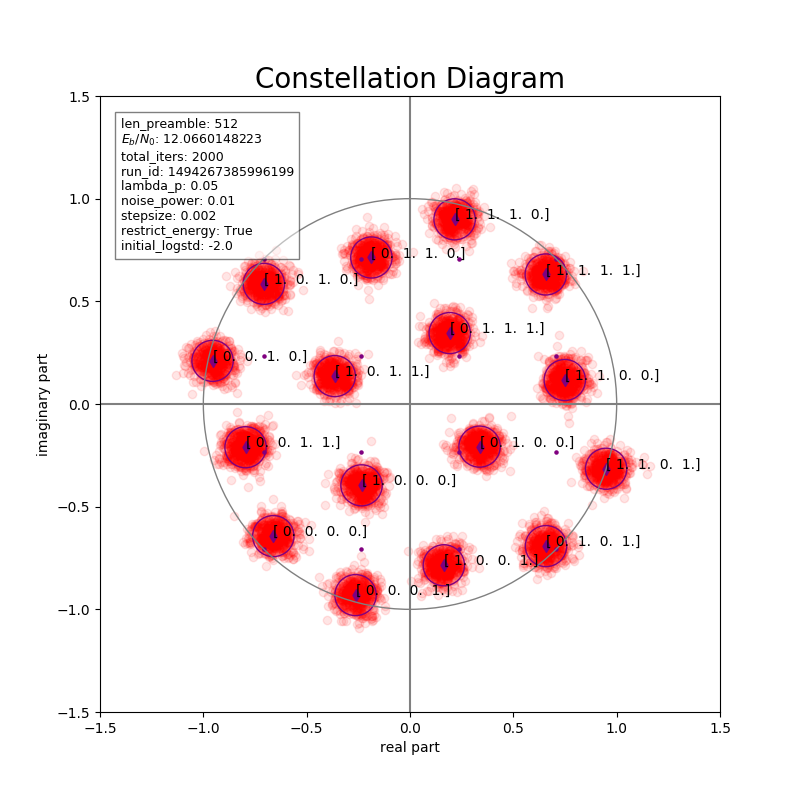 Constellation Diagram
len_preamble: 512
E_b/N_0: 12.0660148223
total_iters: 2000
run_id: 1494267385996199
lambda_p: 0.05
noise_power: 0.01
stepsize: 0.002
restrict_energy: True
initial_logstd: -2.0
1.5
1.0
0.5
0.0
−0.5
−1.0
−1.5
imaginary part
[ 1. 1. 1. 0.]
[ 0. 1. 1. 0.]
[ 1. 1. 1. 1.]
[ 1. 0. 1. 0.]
[ 0. 1. 1. 1.]
[ 0. 0. 1. 0.]
[ 1. 0. 1. 1.]
[ 1. 1. 0. 0.]
[ 0. 0. 1. 1.]
[ 0. 1. 0. 0.]
[ 1. 1. 0. 1.]
[ 1. 0. 0. 0.]
[ 0. 0. 0. 0.]
[ 0. 1. 0. 1.]
[ 1. 0. 0. 1.]
[ 0. 0. 0. 1.]
−1.5 −1.0 −0.5 0.0 0.5 1.0 1.5
real part